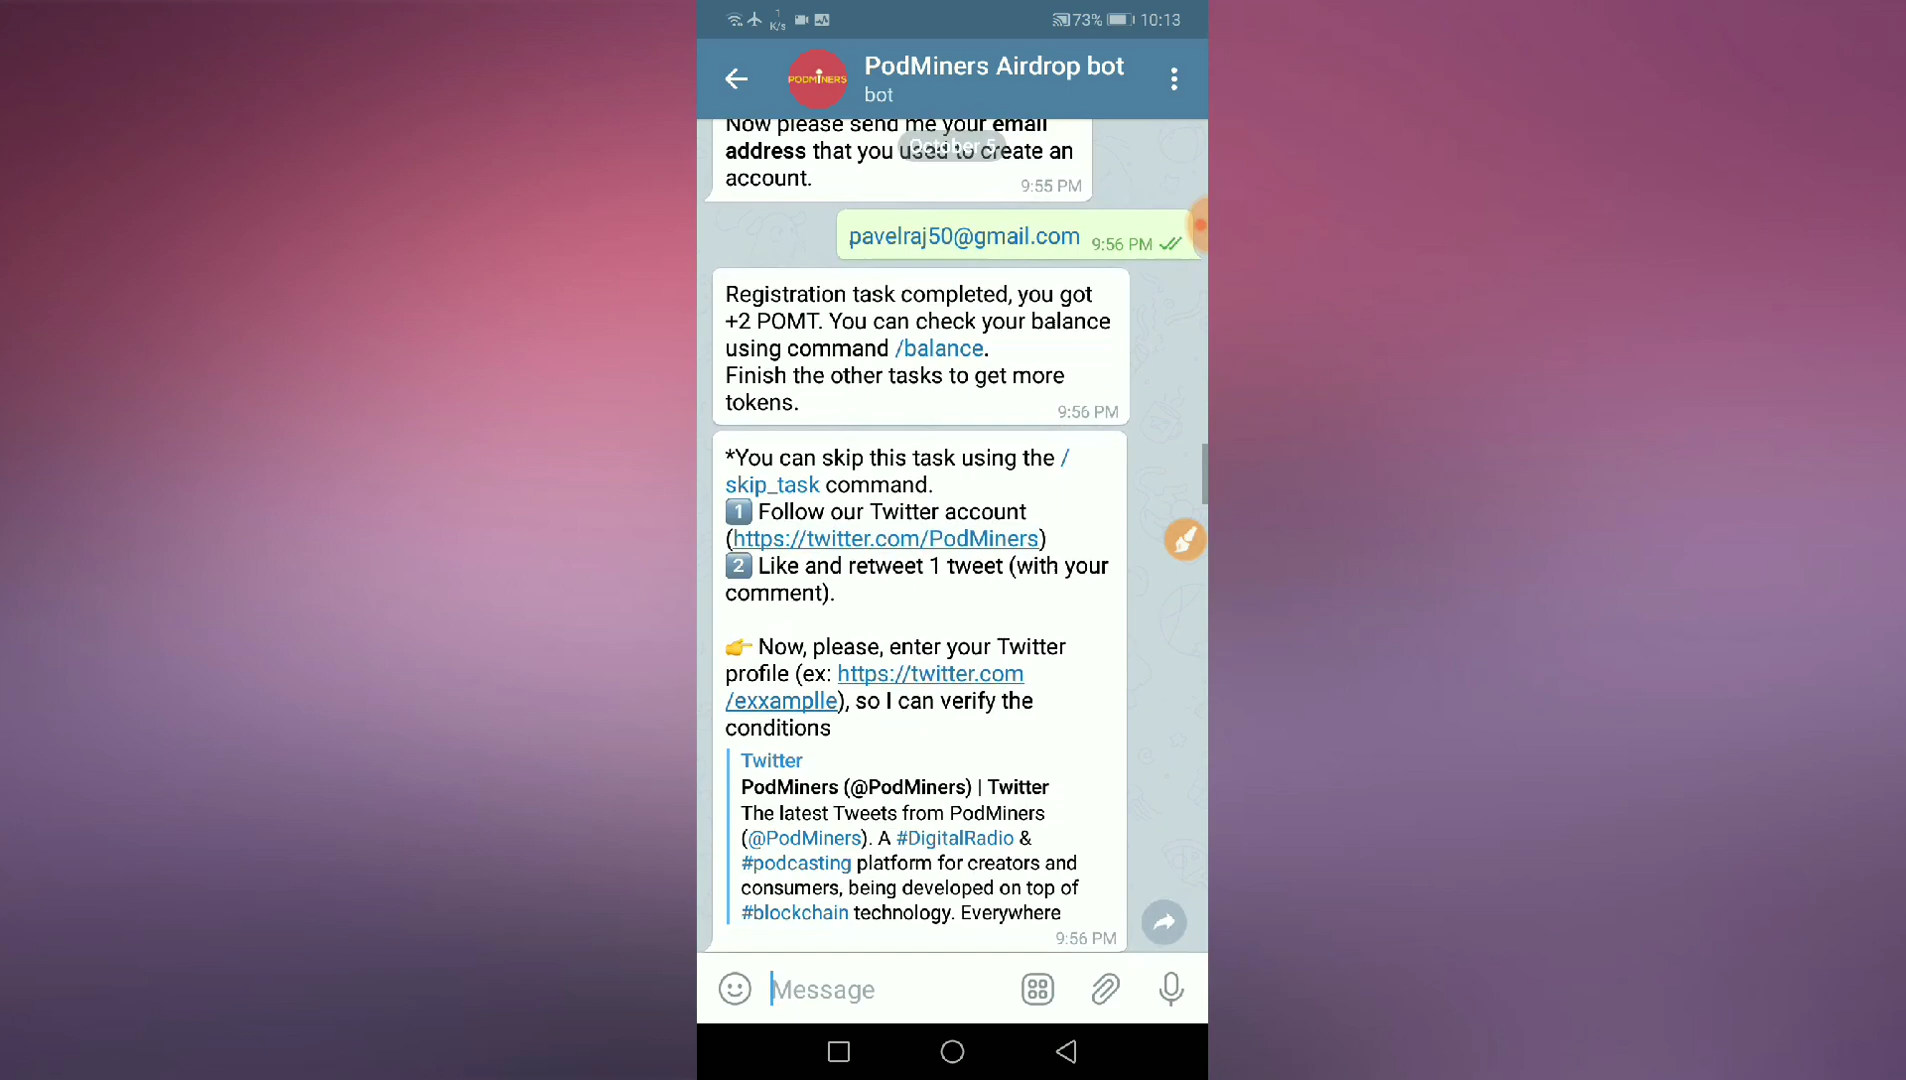 1
K/s
73%
10:13
PODMINERS
PodMiners Airdrop bot
bot
Now please send me your email
October 5
address that you used to create an
account.
9:55 PM
pavelraj50@gmail.com
9:56 PM
Registration task completed, you got
+2 POMT. You can check your balance
using command /balance.
Finish the other tasks to get more
tokens.
9:56 PM
*You can skip this task using the /
skip_task command.
1 Follow our Twitter account
(https://twitter.com/PodMiners)
2 Like and retweet 1 tweet (with your
comment).
👉 Now, please, enter your Twitter
profile (ex: https://twitter.com
/exxamplle), so I can verify the
conditions
Twitter
PodMiners (@PodMiners) | Twitter
The latest Tweets from PodMiners
(@PodMiners). A #DigitalRadio &
#podcasting platform for creators and
consumers, being developed on top of
#blockchain technology. Everywhere
9:56 PM
Message